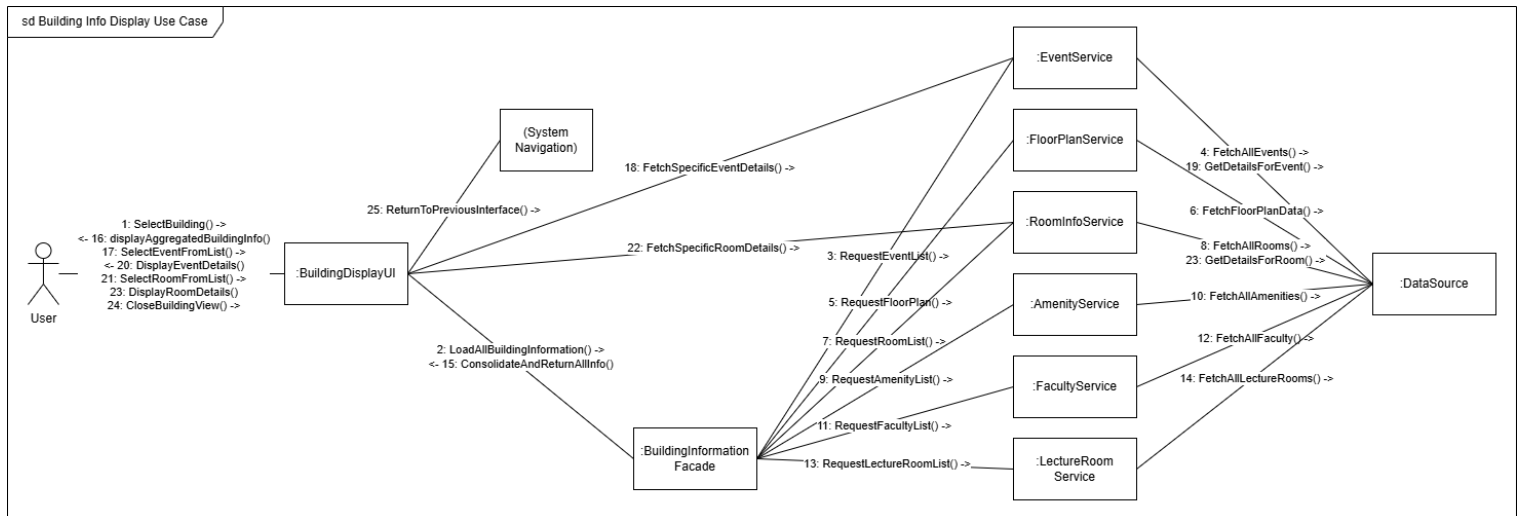 sd Building Info Display Use Case
:EventService
(System
Navigation)
:FloorPlanService
4: FetchAllEvents() ->
19: GetDetailsForEvent() ->
18: FetchSpecificEventDetails() ->
25: ReturnToPreviousInterface() ->
:RoomInfoService
6: FetchFloorPlanData() ->
1: SelectBuilding() ->
<- 16: displayAggregatedBuildingInfo()
17: SelectEventFromList() ->
<- 20: DisplayEventDetails()
21: SelectRoomFromList() ->
23: DisplayRoomDetails()
24: CloseBuildingView() ->
User
:BuildingDisplayUI
22: FetchSpecificRoomDetails() ->
3: RequestEventList() ->
8: FetchAllRooms() ->
23: GetDetailsForRoom() ->
:DataSource
5: RequestFloorPlan() ->
:AmenityService
10: FetchAllAmenities() ->
7: RequestRoomList() ->
12: FetchAllFaculty() ->
2: LoadAllBuildingInformation() ->
<- 15: ConsolidateAndReturnAllInfo()
9: RequestAmenityList() ->
:FacultyService
14: FetchAllLectureRooms() ->
11: RequestFacultyList() ->
:BuildingInformation
Facade
13: RequestLectureRoomList() ->
:LectureRoom
Service